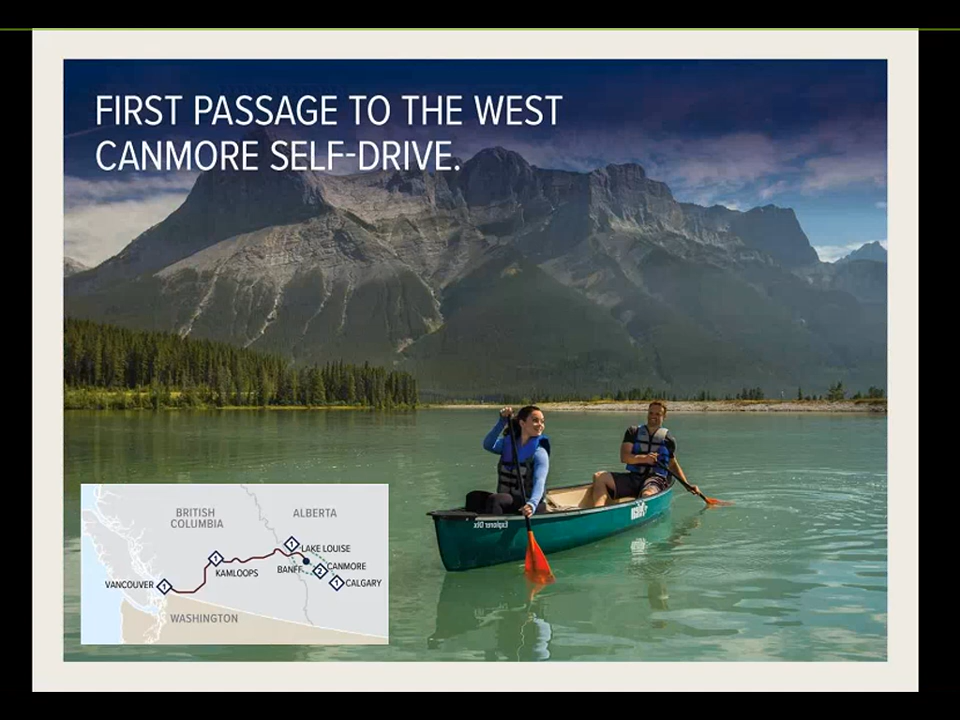 FIRST PASSAGE TO THE WEST
CANMORE SELF-DRIVE.
BRITISH
COLUMBIA
ALBERTA
1
LAKE LOUISE
1
KAMLOOPS
BANFF
2
CANMORE
VANCOUVER
1
1
CALGARY
WASHINGTON